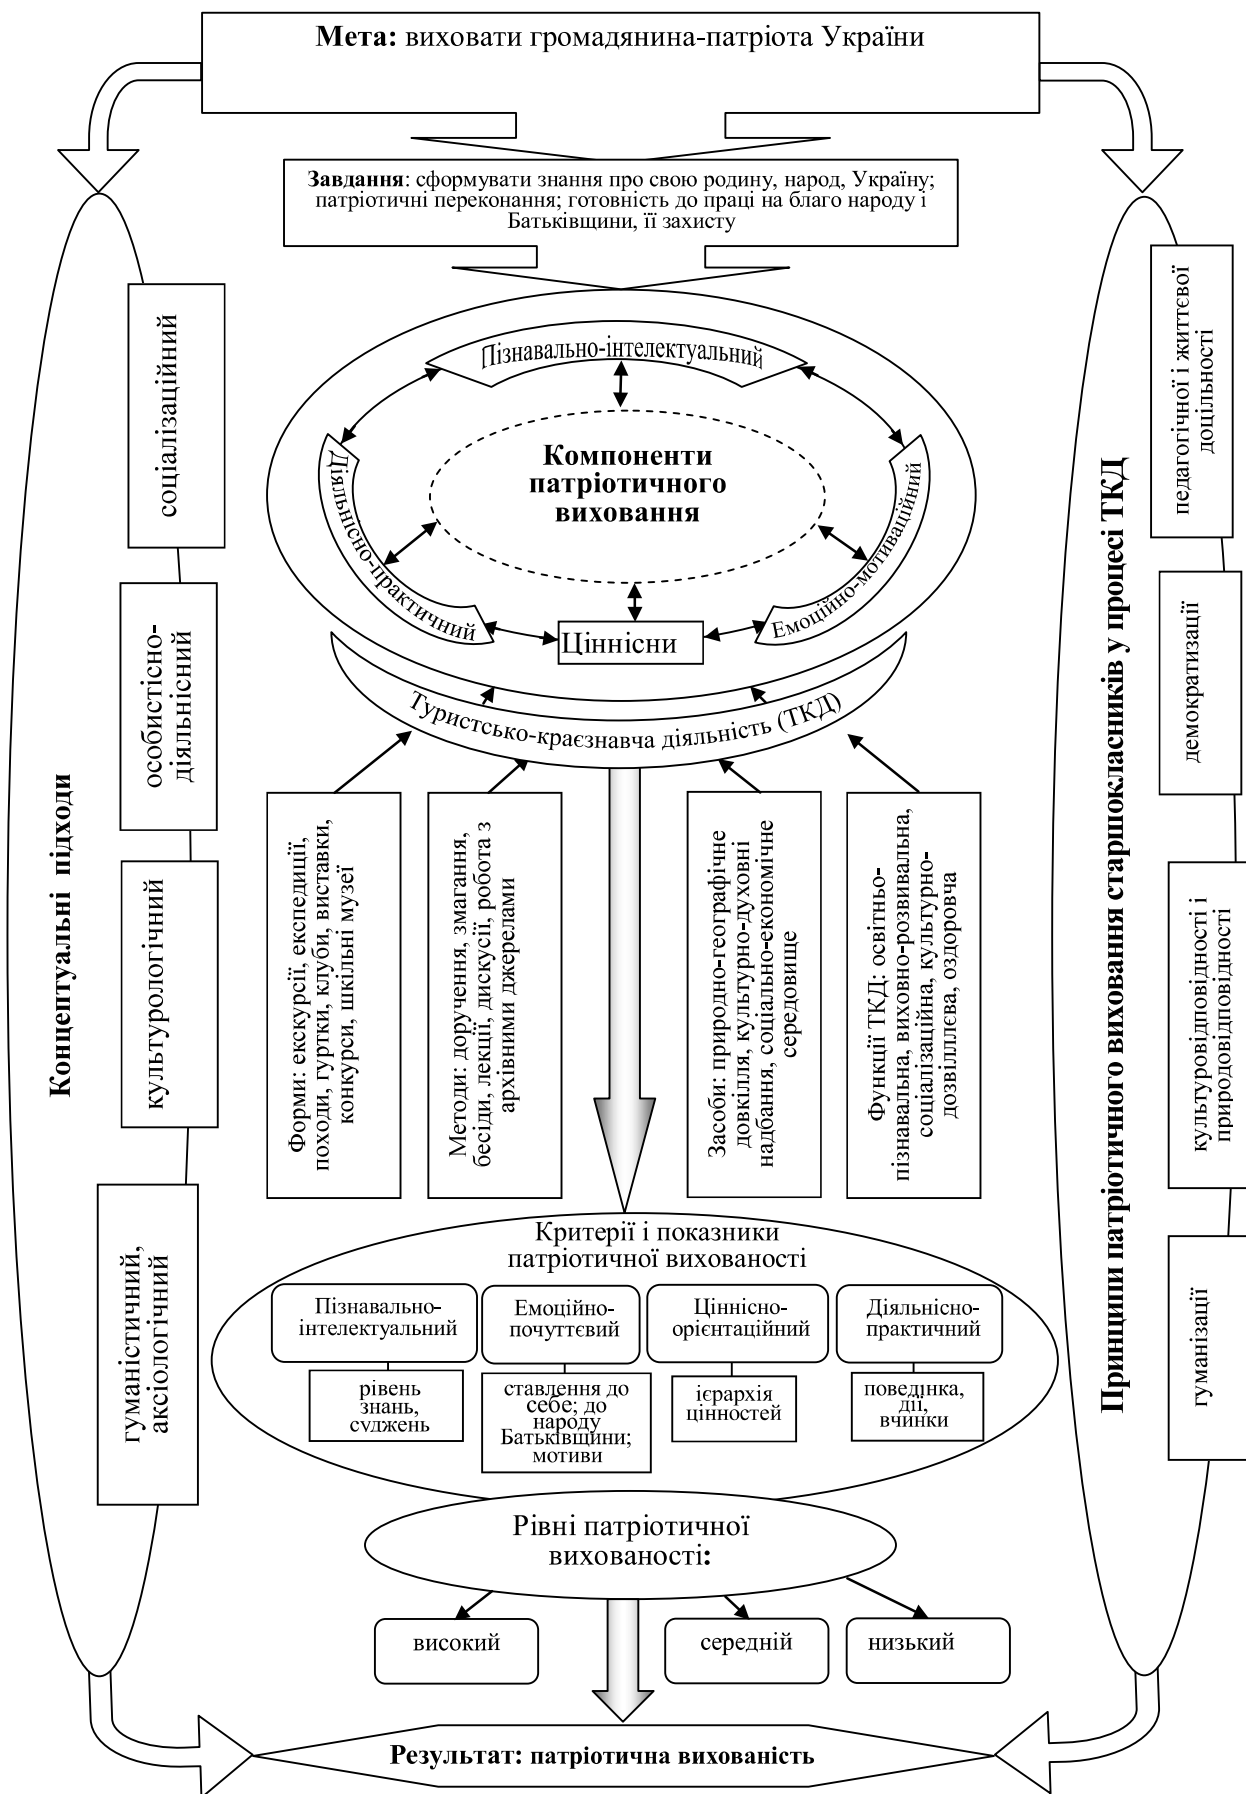 Мета: виховати громадянина-патріота України
Завдання: сформувати знання про свою родину, народ, Україну;
патріотичні переконання; готовність до праці на благо народу і
Батьківщини, її захисту
Концептуальні підходи
соціалізаційний
особистісно-
діяльнісний
культурологічний
гуманістичний,
аксіологічний
Пізнавально-інтелектуальний
Компоненти
патріотичного
виховання
Діяльнісно-практичний
Емоційно-мотиваційний
Ціннісни
Туристсько-краєзнавча діяльність (ТКД)
Форми: екскурсії, експедиції,
походи, гуртки, клуби, виставки,
конкурси, шкільні музеї
Методи: доручення, змагання,
бесіди, лекції, дискусії, робота з
архівними джерелами
Засоби: природно-географічне
довкілля, культурно-духовні
надбання, соціально-економічне
середовище
Функції ТКД: освітньо-
пізнавальна, виховно-розвивальна,
соціалізаційна, культурно-
дозвілллєва, оздоровча
Принципи патріотичного виховання старшокласників у процесі ТКД
педагогічної і життєвої
доцільності
демократизації
культуровідповідності і
природовідповідності
гуманізації
Критерії і показники
патріотичної вихованості
Пізнавально-
інтелектуальний
Емоційно-
почуттєвий
Ціннісно-
орієнтаційний
Діяльнісно-
практичний
рівень
знань,
суджень
ставлення до
себе; до
народу
Батьківщини;
мотиви
ієрархія
цінностей
поведінка,
дії,
вчинки
Рівні патріотичної
вихованості:
високий
середній
низький
Результат: патріотична вихованість